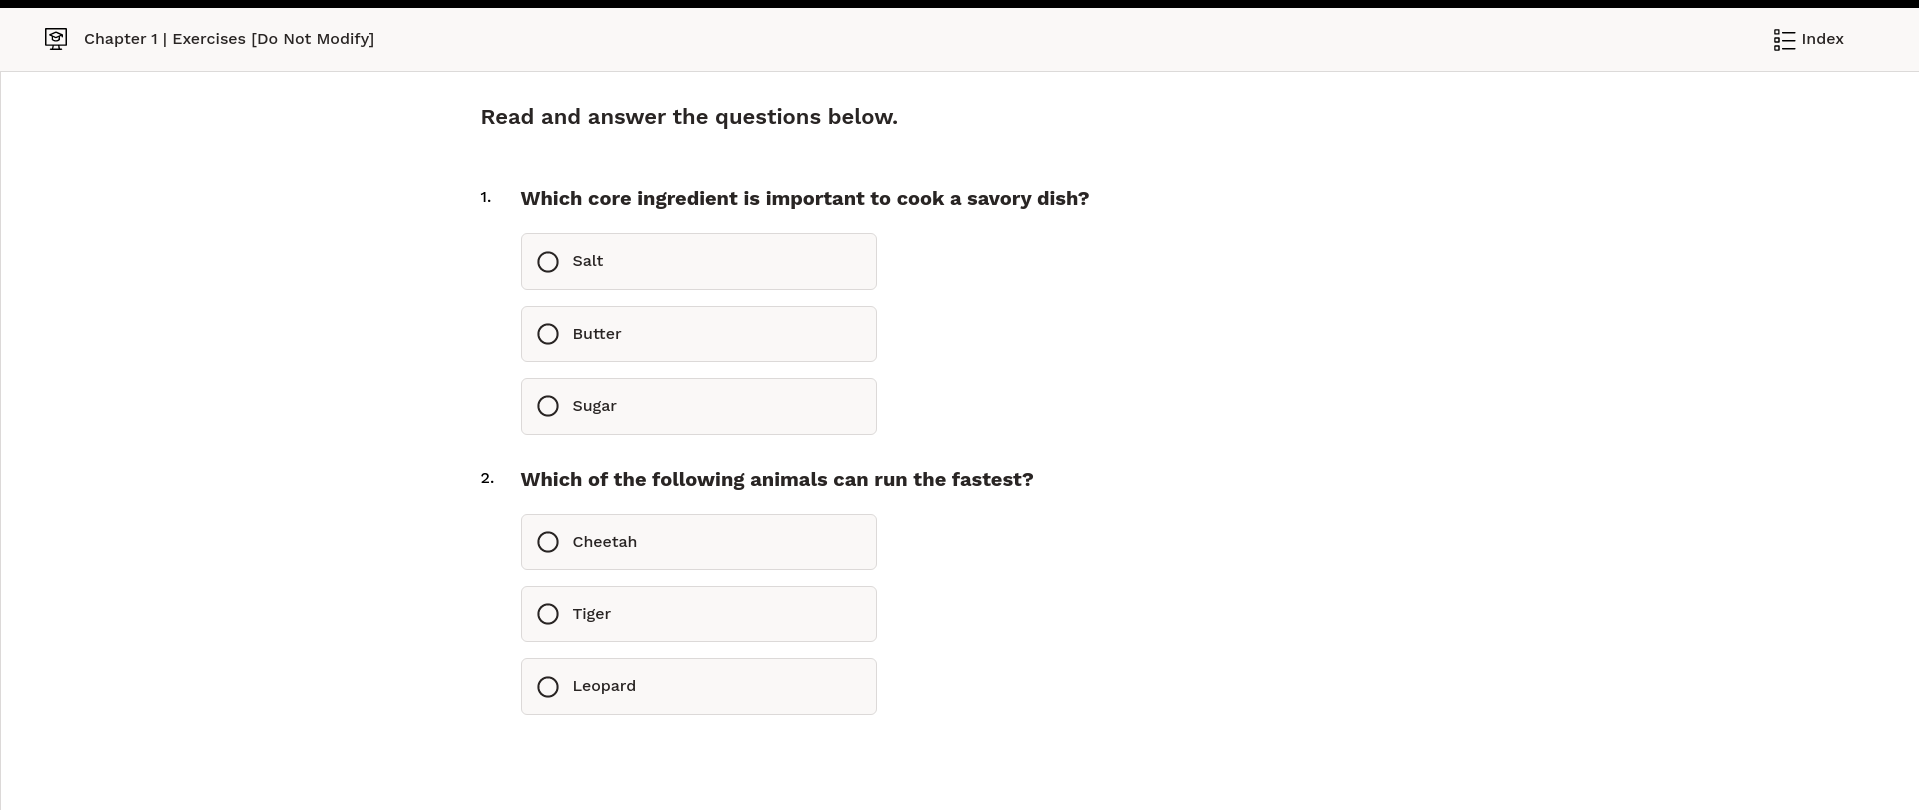 Chapter 1 | Exercises [Do Not Modify]
Index
Read and answer the questions below.
1. Which core ingredient is important to cook a savory dish?
Salt
Butter
Sugar
2. Which of the following animals can run the fastest?
Cheetah
Tiger
Leopard